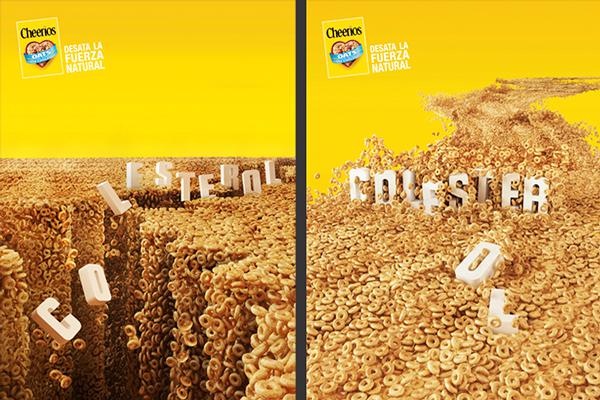 Cheerios
OATS
DESATA LA
FUERZA
NATURAL
COLESTEROL
Cheerios
OATS
DESATA LA
FUERZA
NATURAL
COLESTER
OL